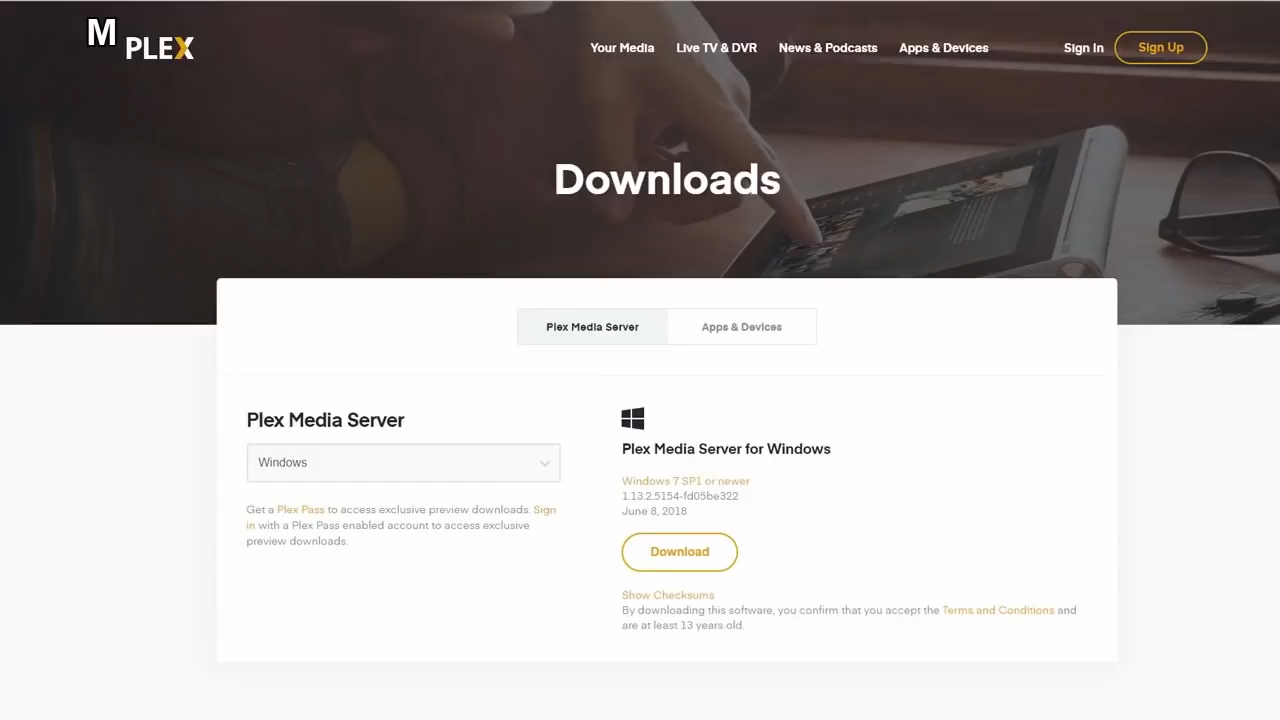 M
PLEX
Your Media Live TV & DVR News & Podcasts Apps & Devices Sign In Sign Up
Downloads
Plex Media Server Apps & Devices
Plex Media Server
Windows
Get a Plex Pass to access exclusive preview downloads. Sign
in with a Plex Pass enabled account to access exclusive
preview downloads.
Plex Media Server for Windows
Windows 7 SP1 or newer
1.13.2.5154-fd05be322
June 8, 2018
Download
Show Checksums
By downloading this software, you confirm that you accept the Terms and Conditions and
are at least 13 years old.